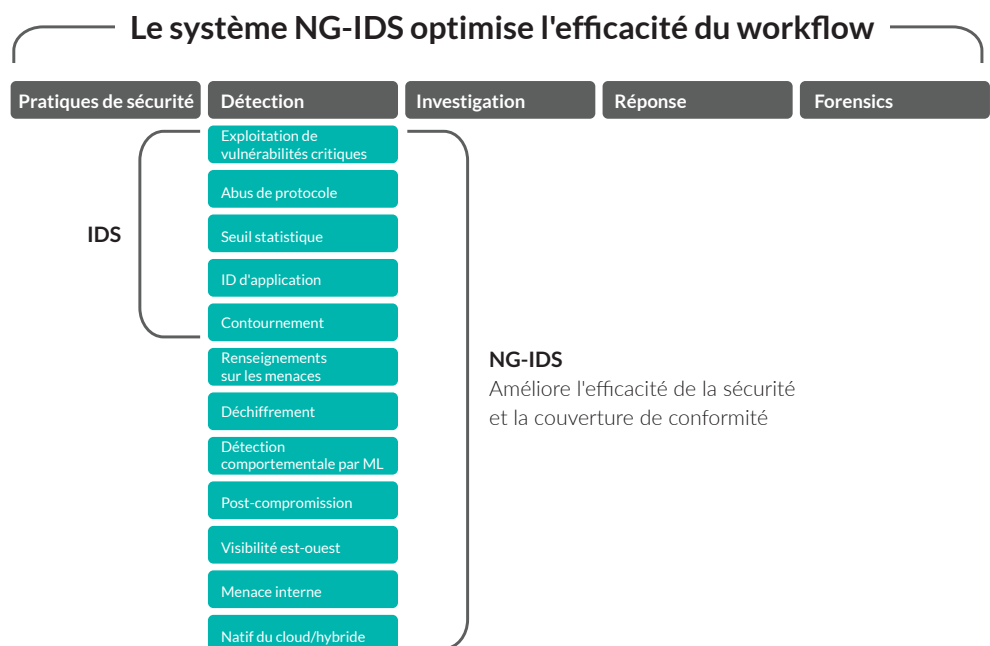 Le système NG-IDS optimise l'efficacité du workflow
Pratiques de sécurité
Détection
Investigation
Réponse
Forensics
IDS
Exploitation de
vulnérabilités critiques
Abus de protocole
Seuil statistique
ID d'application
Contournement
Renseignements
sur les menaces
Déchiffrement
Détection
comportementale par ML
Post-compromission
Visibilité est-ouest
Menace interne
Natif du cloud/hybride
NG-IDS
Améliore l'efficacité de la sécurité
et la couverture de conformité